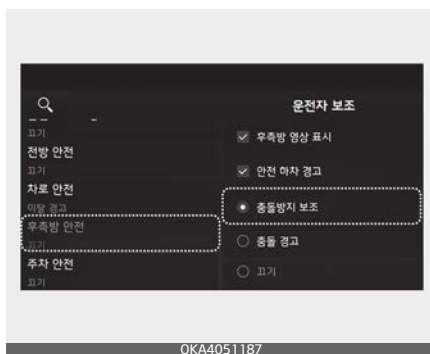 운전자 보조
끄기
전방 안전
끄기
차로 안전
이탈 경고
후측방 안전
끄기
주차 안전
끄기
후측방 영상 표시
안전 하차 경고
충돌방지 보조
충돌 경고
끄기
OKA4051187